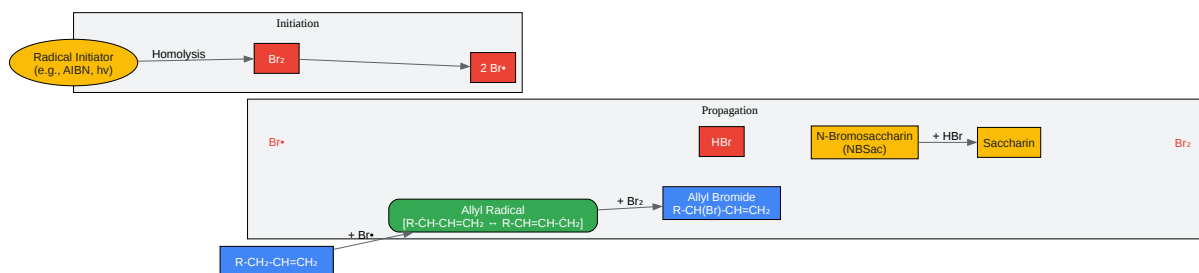 Initiation
Radical Initiator
(e.g., AIBN, hv)
Homolysis
Br₂
2 Br•
Propagation
Br•
HBr
N-Bromosaccharin
(NBSac)
+ HBr
Saccharin
Br₂
Allyl Radical
[R-ĊH-CH=CH₂ ↔ R-CH=CH-ĊH₂]
+ Br₂
Allyl Bromide
R-CH(Br)-CH=CH₂
+ Br•
R-CH₂-CH=CH₂